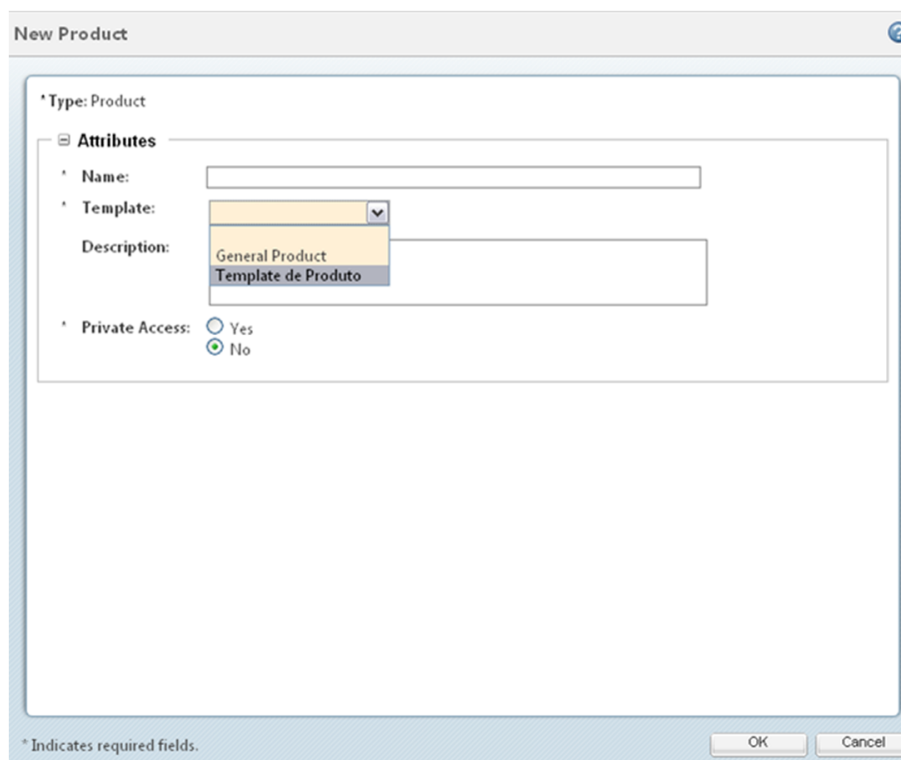 New Product
*Type: Product
Attributes
* Name:
* Template:
Description:
General Product
Template de Produto
* Private Access:
Yes
No
* Indicates required fields.
OK
Cancel